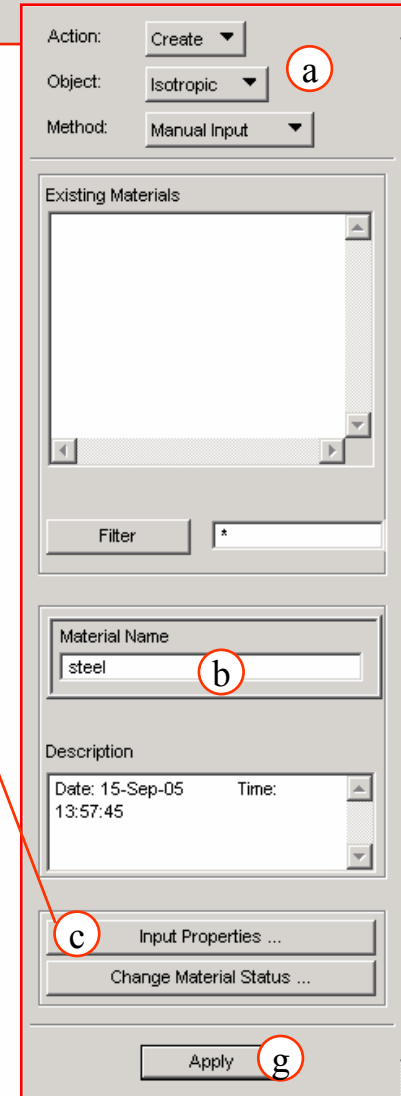 Action: Create
a
Object: Isotropic
Method: Manual Input
Existing Materials
Filter *
Material Name
steel
b
Description
Date: 15-Sep-05 Time:
13:57:45
c Input Properties ...
Change Material Status ...
Apply g